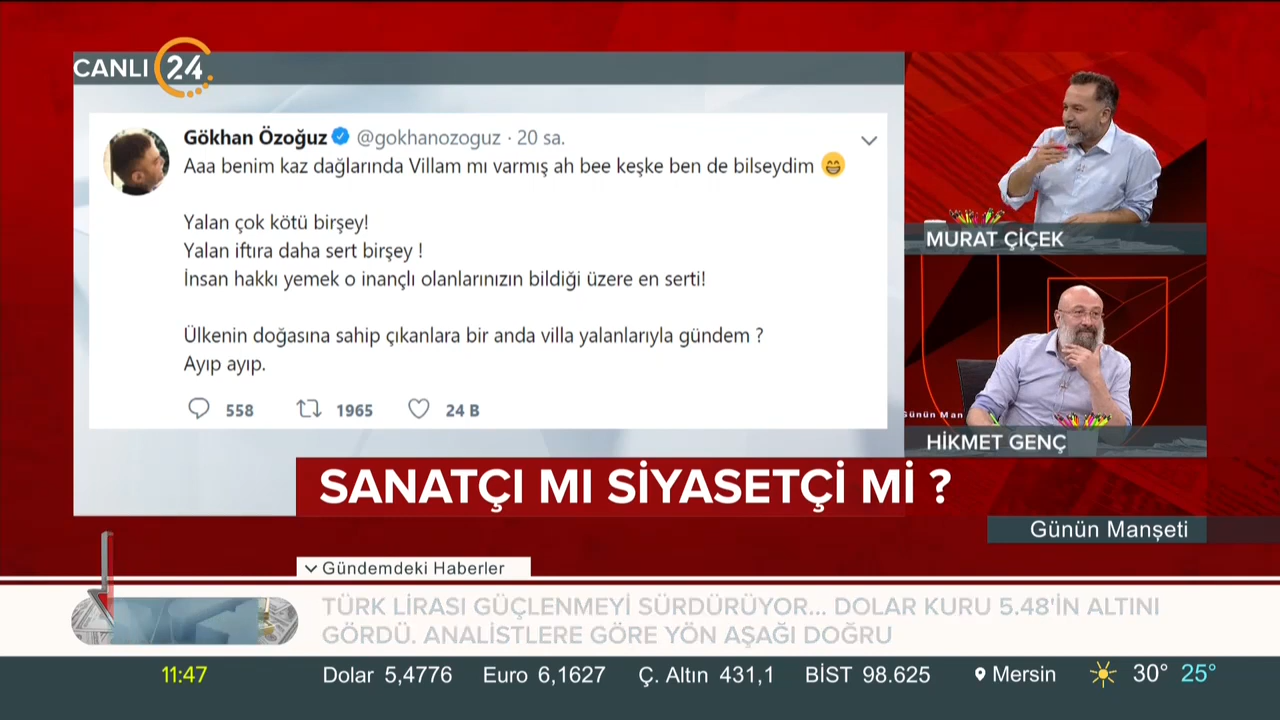 CANLI 24
Gökhan Özoğuz @gokhanozoguz · 20 sa.
Aaa benim kaz dağlarında Villam mı varmış ah bee keşke ben de bilseydim 😁
Yalan çok kötü birşey!
Yalan iftira daha sert birşey !
İnsan hakkı yemek o inançlı olanlarınızın bildiği üzere en serti!
Ülkenin doğasına sahip çıkanlara bir anda villa yalanlarıyla gündem ?
Ayıp ayıp.
558 1965 24 B
MURAT ÇİÇEK
Günün Man
HİKMET GENÇ
SANATÇI MI SİYASETÇİ Mİ ?
Günün Manşeti
Gündemdeki Haberler
TÜRK LİRASI GÜÇLENMEYİ SÜRDÜRÜYOR... DOLAR KURU 5.48'İN ALTINI
GÖRDÜ. ANALİSTLERE GÖRE YÖN AŞAĞI DOĞRU
11:47 Dolar 5,4776 Euro 6,1627 Ç. Altın 431,1 BİST 98.625 Mersin 30° 25°